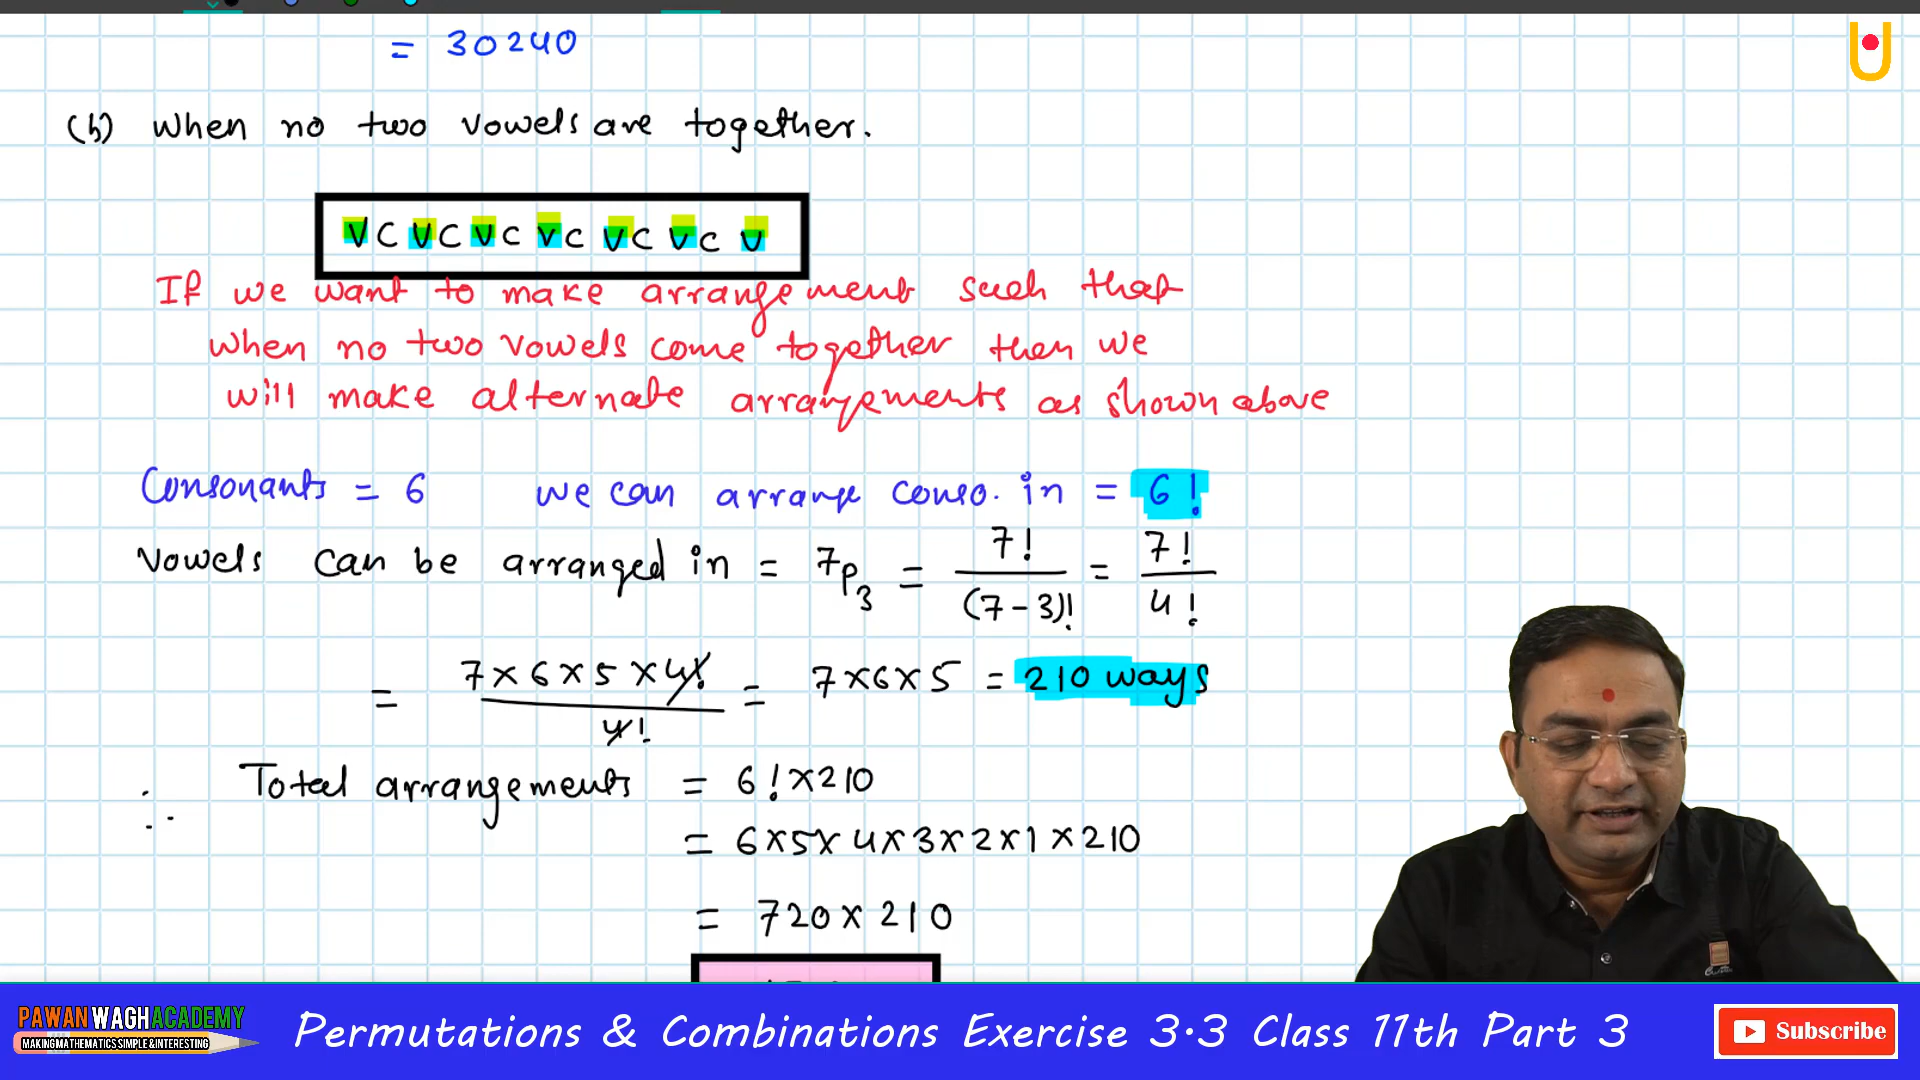 = 30240
(b) When no two vowels are together.
V C V C V C V C V C V C V
If we want to make arrangement such that
when no two vowels come together then we
will make alternate arrangements as shown above
Consonants = 6 we can arrange conso. in = 6!
Vowels can be arranged in = 7P3 = 7!/(7-3)! = 7!/4!
= 7×6×5×4!/4! = 7×6×5 = 210 ways
∴ Total arrangements = 6!×210
= 6×5×4×3×2×1×210
= 720×210
PAWAN WAGH ACADEMY
MAKING MATHEMATICS SIMPLE & INTERESTING
Permutations & Combinations Exercise 3.3 Class 11th Part 3
Subscribe